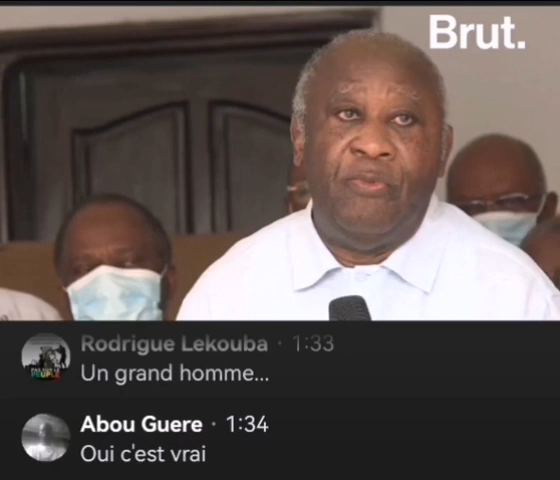 Brut.
Rodrigue Lekouba · 1:33
Un grand homme...
Abou Guere · 1:34
Oui c'est vrai